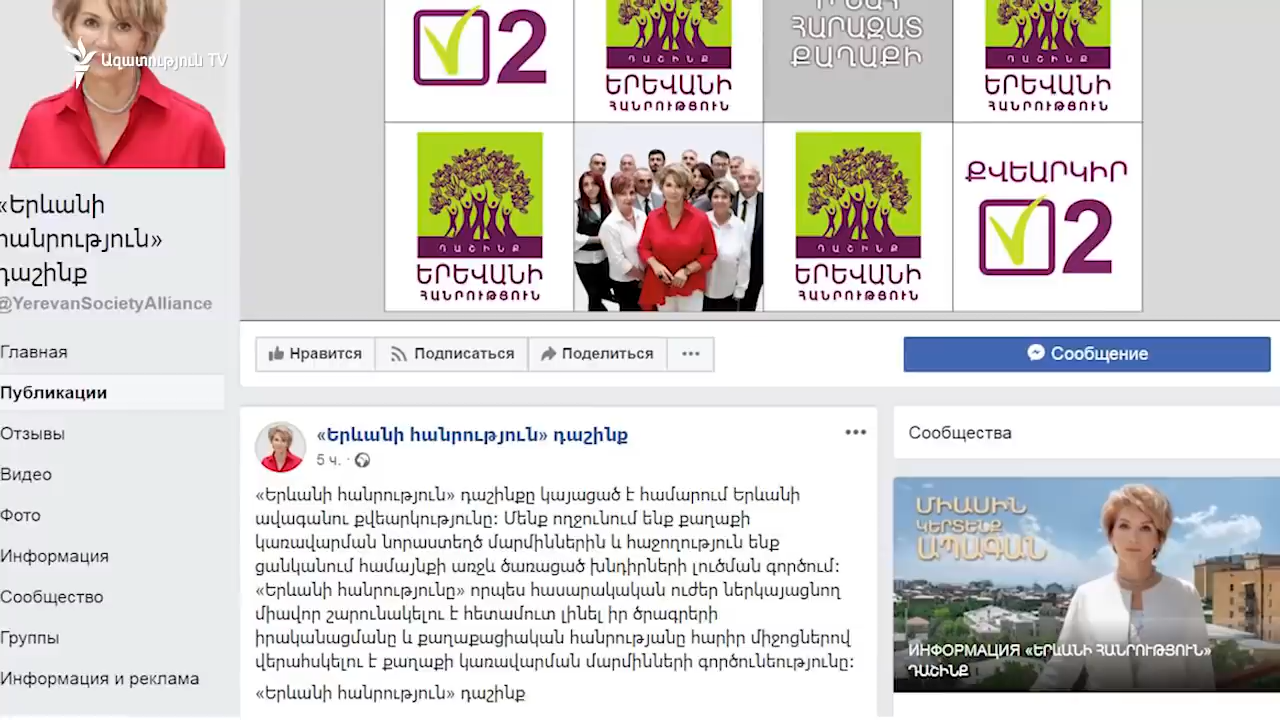 Ազատություն TV
«Երևանի
հանրություն»
դաշինք
@YerevanSocietyAlliance
Главная
Публикации
Отзывы
Видео
Фото
Информация
Сообщество
Группы
Информация и реклама
2
ԴԱՇԻՆՔ
ԵՐԵՎԱՆԻ
ՀԱՆՐՈՒԹՅՈՒՆ
ՀԱՐԱԶԱՏ
ՔԱՂԱՔԻ
ԴԱՇԻՆՔ
ԵՐԵՎԱՆԻ
ՀԱՆՐՈՒԹՅՈՒՆ
ԴԱՇԻՆՔ
ԵՐԵՎԱՆԻ
ՀԱՆՐՈՒԹՅՈՒՆ
ԴԱՇԻՆՔ
ԵՐԵՎԱՆԻ
ՀԱՆՐՈՒԹՅՈՒՆ
ՔՎԵԱՐԿԻՐ
2
Нравится
Подписаться
Поделиться
Сообщение
«Երևանի հանրություն» դաշինք
5 ч.
«Երևանի հանրություն» դաշինքը կայացած է համարում Երևանի
ավագանու քվեարկությունը: Մենք ողջունում ենք քաղաքի
կառավարման նորաստեղծ մարմիններին և հաջողություն ենք
ցանկանում համայնքի առջև ծառացած խնդիրների լուծման գործում:
«Երևանի հանրությունը» որպես հասարակական ուժեր ներկայացնող
միավոր շարունակելու է հետամուտ լինել իր ծրագրերի
իրականացմանը և քաղաքացիական հանրությանը հարիր միջոցներով
վերահսկելու է քաղաքի կառավարման մարմինների գործունեությունը:
«Երևանի հանրություն» դաշինք
Сообщества
ՄԻԱՍԻՆ
ԿԵՐՏԵՆՔ
ԱՊԱԳԱՆ
ИНФОРМАЦИЯ «ԵՐԵՎԱՆԻ ՀԱՆՐՈՒԹՅՈՒՆ»
ԴԱՇԻՆՔ